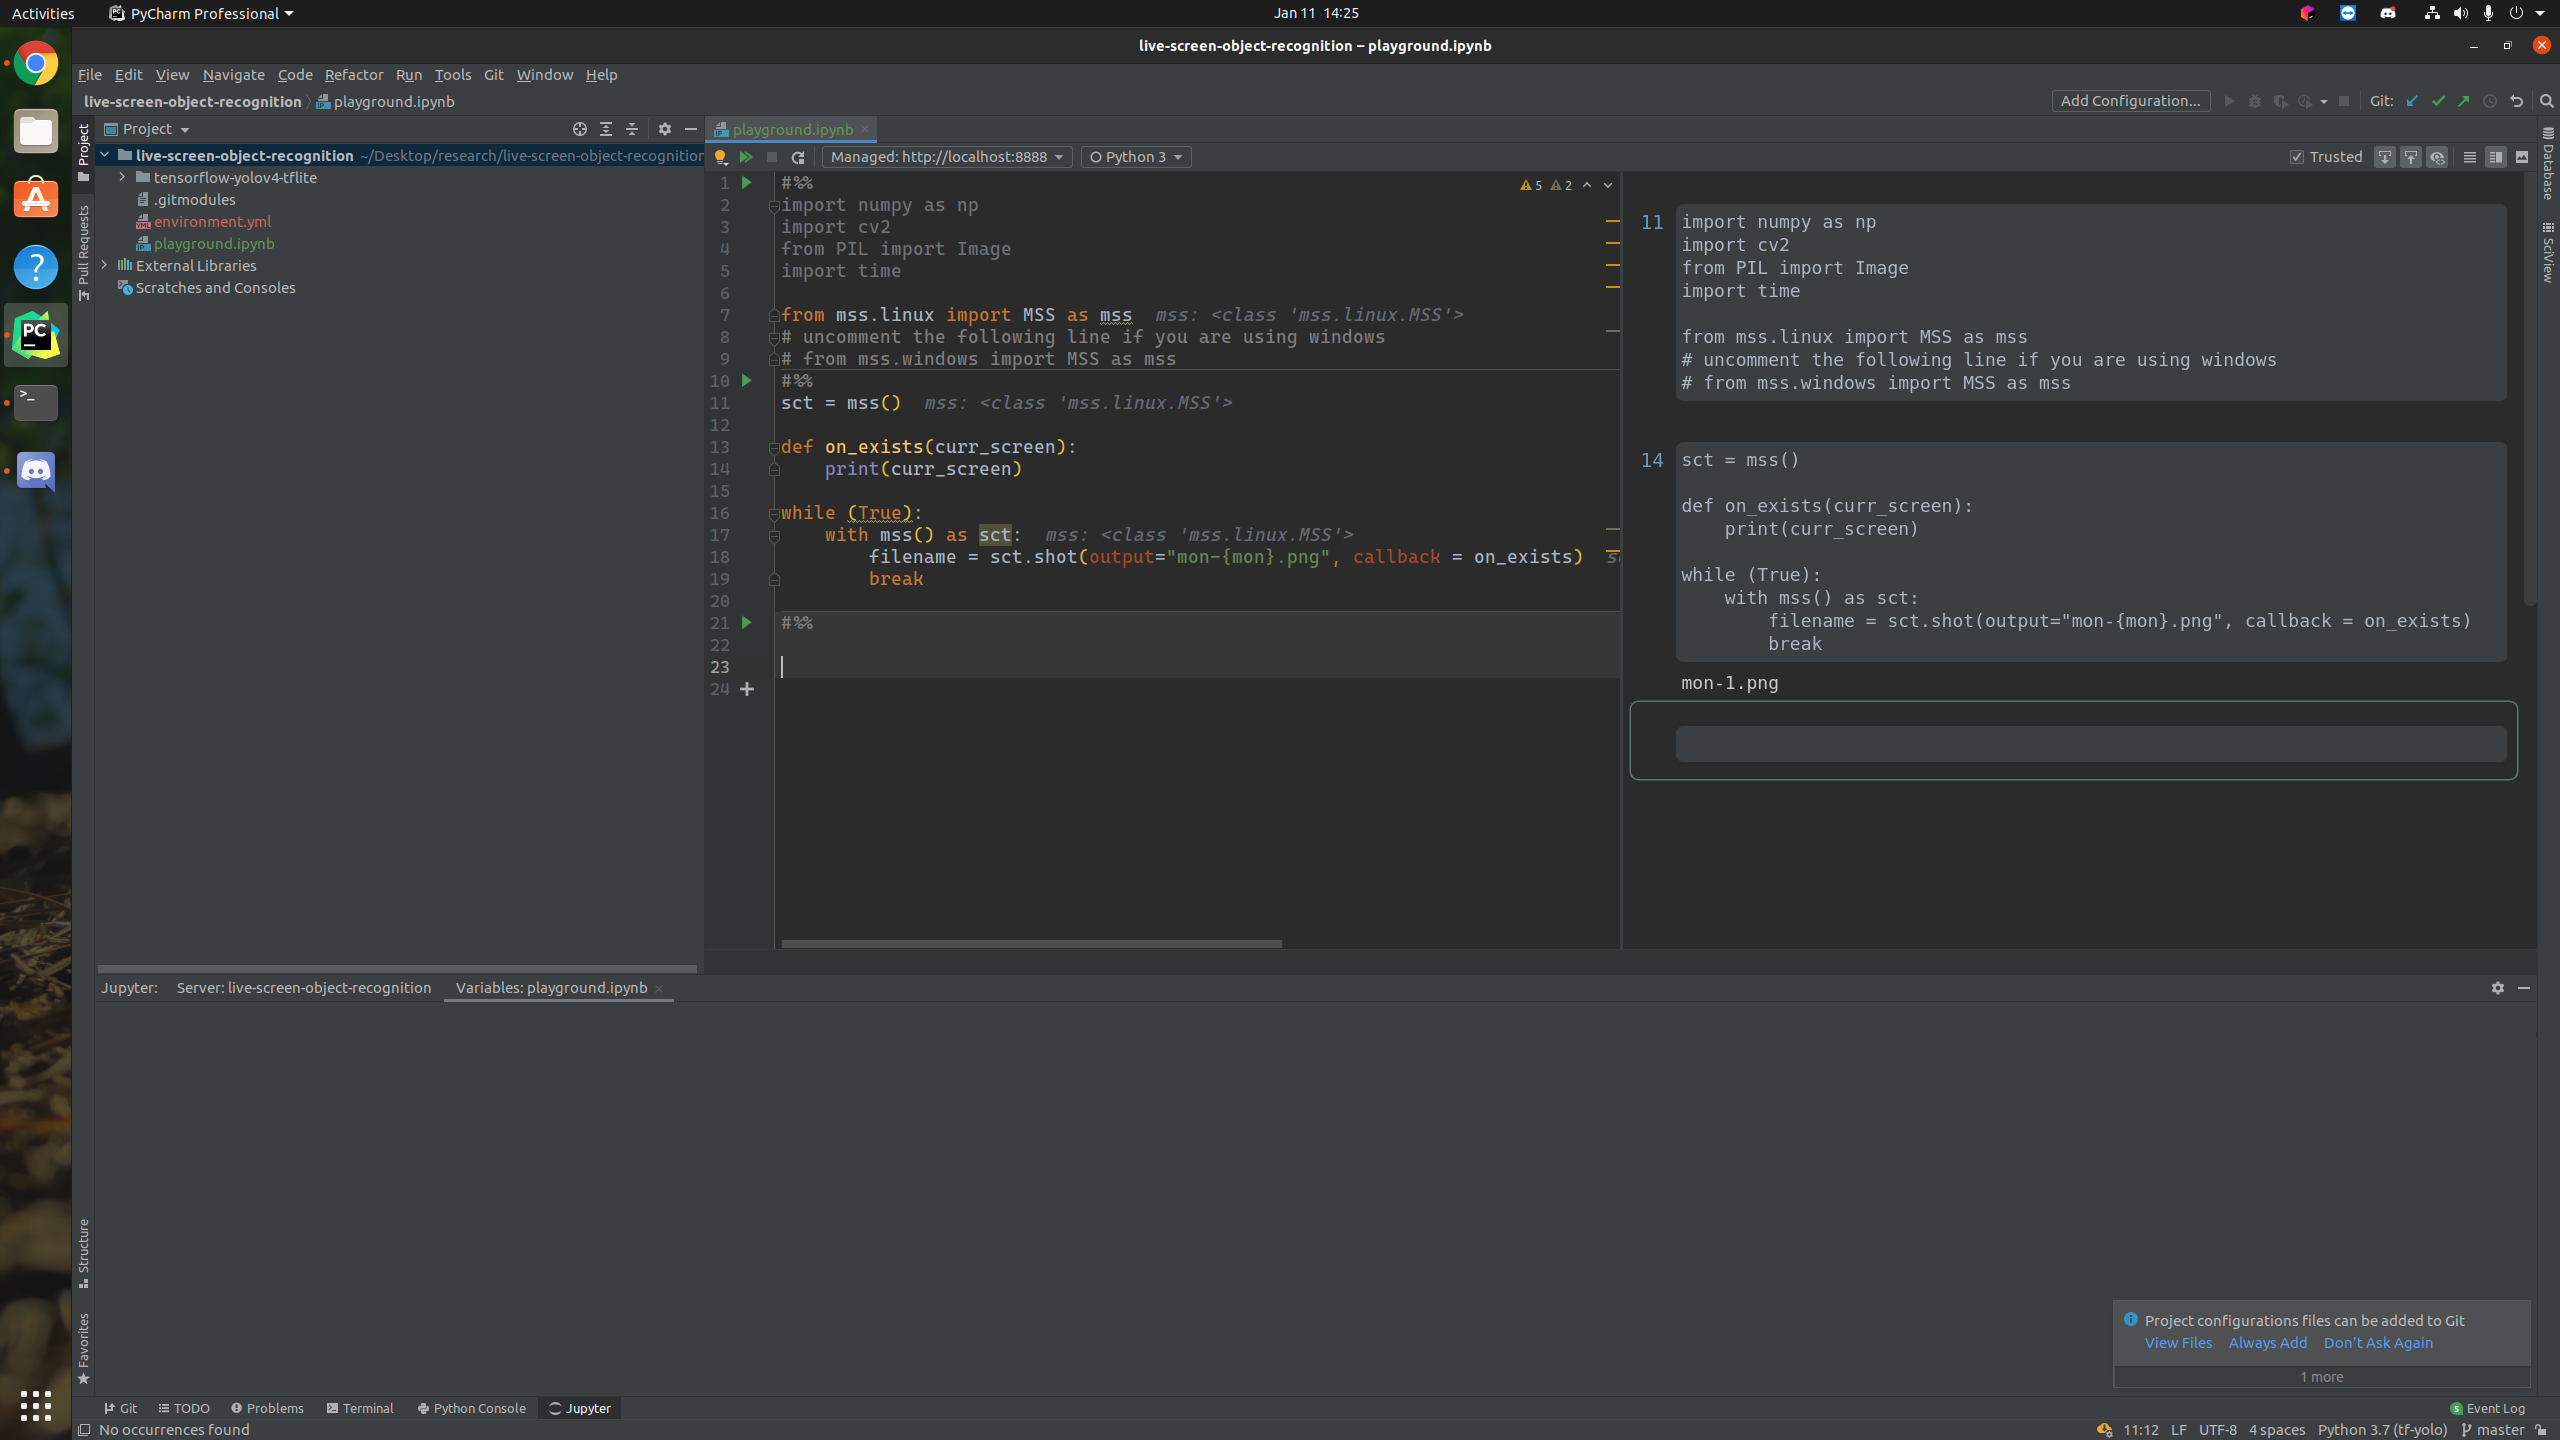 Activities
PyCharm Professional
Jan 11 14:25
live-screen-object-recognition – playground.ipynb
File Edit View Navigate Code Refactor Run Tools Git Window Help
live-screen-object-recognition playground.ipynb
Add Configuration...
Git:
Project
playground.ipynb
live-screen-object-recognition ~/Desktop/research/live-screen-object-recognition
tensorflow-yolov4-tflite
.gitmodules
environment.yml
playground.ipynb
External Libraries
Scratches and Consoles
Project
Pull Requests
Structure
Favorites
Managed: http://localhost:8888
Python 3
Trusted
5 2
1 #%%
2 import numpy as np
3 import cv2
4 from PIL import Image
5 import time
6
7 from mss.linux import MSS as mss mss: <class 'mss.linux.MSS'>
8 # uncomment the following line if you are using windows
9 # from mss.windows import MSS as mss
10 #%%
11 sct = mss() mss: <class 'mss.linux.MSS'>
12
13 def on_exists(curr_screen):
14 print(curr_screen)
15
16 while (True):
17 with mss() as sct: mss: <class 'mss.linux.MSS'>
18 filename = sct.shot(output="mon-{mon}.png", callback = on_exists)
19 break
20
21 #%%
22
23
24
11 import numpy as np
import cv2
from PIL import Image
import time
from mss.linux import MSS as mss
# uncomment the following line if you are using windows
# from mss.windows import MSS as mss
14 sct = mss()
def on_exists(curr_screen):
print(curr_screen)
while (True):
with mss() as sct:
filename = sct.shot(output="mon-{mon}.png", callback = on_exists)
break
mon-1.png
Database
SciView
Jupyter: Server: live-screen-object-recognition Variables: playground.ipynb
Project configurations files can be added to Git
View Files Always Add Don't Ask Again
1 more
Git TODO Problems Terminal Python Console Jupyter
5 Event Log
No occurrences found
11:12 LF UTF-8 4 spaces Python 3.7 (tf-yolo) master